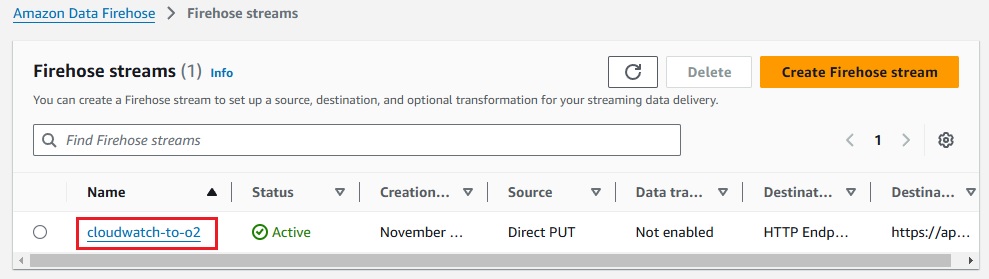 Amazon Data Firehose > Firehose streams
Firehose streams (1) Info
Delete
Create Firehose stream
You can create a Firehose stream to set up a source, destination, and optional transformation for your streaming data delivery.
Find Firehose streams
1
Name Status Creation... Source Data tra... Destinat... Destina...
cloudwatch-to-o2 Active November ... Direct PUT Not enabled HTTP Endp... https://ap...